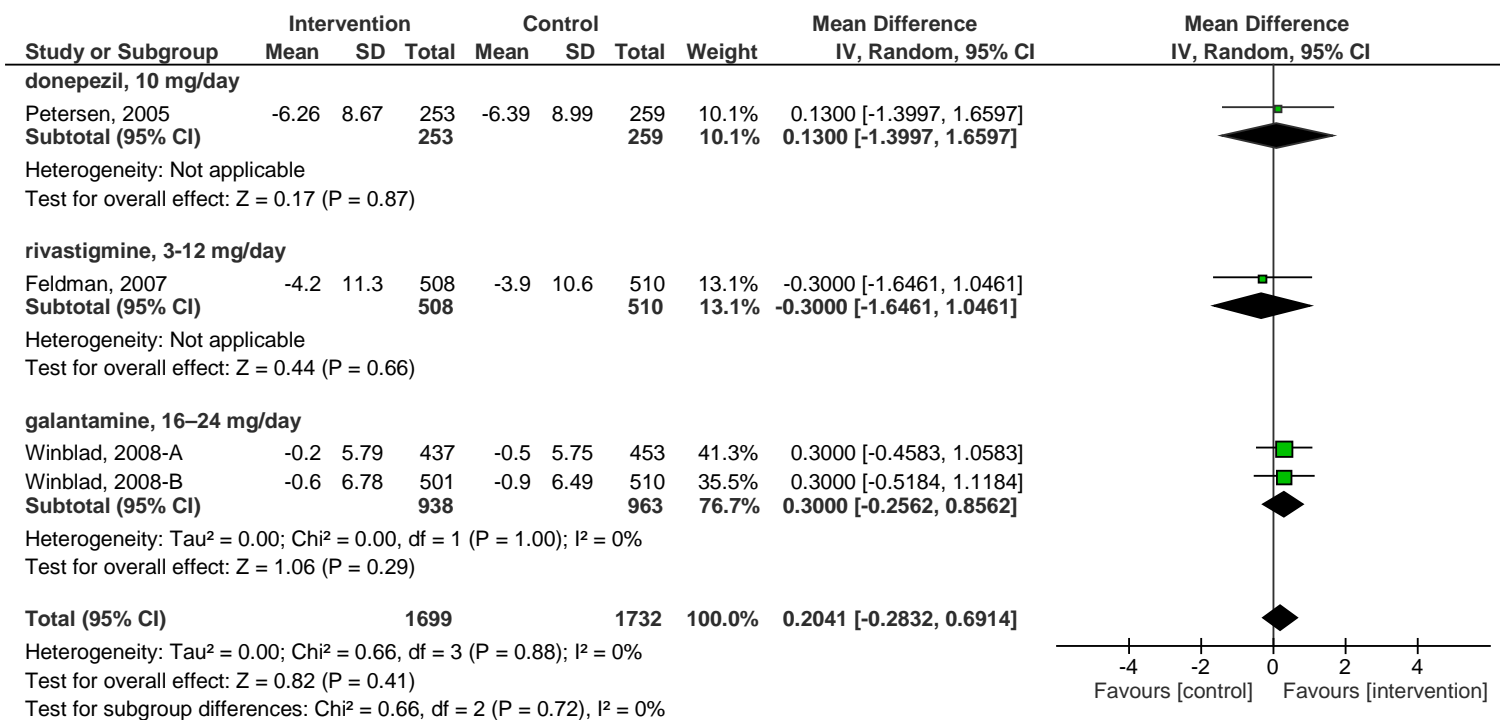 Intervention Control Mean Difference Mean Difference
Study or Subgroup Mean SD Total Mean SD Total Weight IV, Random, 95% CI IV, Random, 95% CI
donepezil, 10 mg/day
Petersen, 2005 -6.26 8.67 253 -6.39 8.99 259 10.1% 0.1300 [-1.3997, 1.6597]
Subtotal (95% CI) 253 259 10.1% 0.1300 [-1.3997, 1.6597]
Heterogeneity: Not applicable
Test for overall effect: Z = 0.17 (P = 0.87)
rivastigmine, 3-12 mg/day
Feldman, 2007 -4.2 11.3 508 -3.9 10.6 510 13.1% -0.3000 [-1.6461, 1.0461]
Subtotal (95% CI) 508 510 13.1% -0.3000 [-1.6461, 1.0461]
Heterogeneity: Not applicable
Test for overall effect: Z = 0.44 (P = 0.66)
galantamine, 16–24 mg/day
Winblad, 2008-A -0.2 5.79 437 -0.5 5.75 453 41.3% 0.3000 [-0.4583, 1.0583]
Winblad, 2008-B -0.6 6.78 501 -0.9 6.49 510 35.5% 0.3000 [-0.5184, 1.1184]
Subtotal (95% CI) 938 963 76.7% 0.3000 [-0.2562, 0.8562]
Heterogeneity: Tau² = 0.00; Chi² = 0.00, df = 1 (P = 1.00); I² = 0%
Test for overall effect: Z = 1.06 (P = 0.29)
Total (95% CI) 1699 1732 100.0% 0.2041 [-0.2832, 0.6914]
Heterogeneity: Tau² = 0.00; Chi² = 0.66, df = 3 (P = 0.88); I² = 0%
Test for overall effect: Z = 0.82 (P = 0.41)
Test for subgroup differences: Chi² = 0.66, df = 2 (P = 0.72), I² = 0%
-4 -2 0 2 4
Favours [control] Favours [intervention]